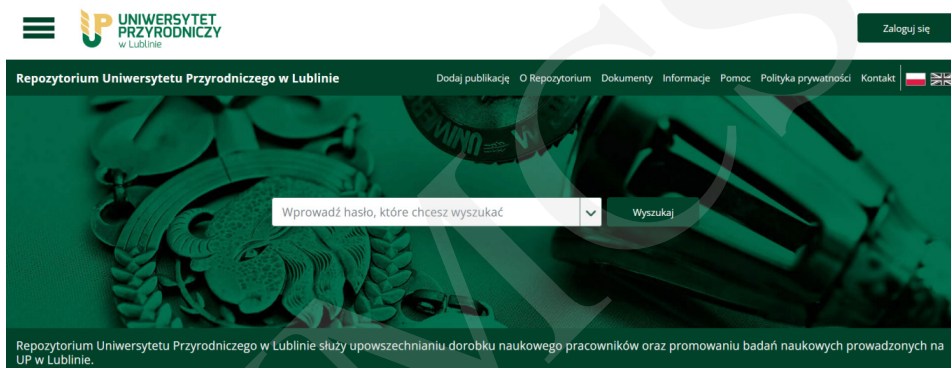 UNIWERSYTET
PRZYRODNICZY
w Lublinie
Zaloguj się
Repozytorium Uniwersytetu Przyrodniczego w Lublinie
Dodaj publikację O Repozytorium Dokumenty Informacje Pomoc Polityka prywatności Kontakt
Wprowadź hasło, które chcesz wyszukać
Wyszukaj
Repozytorium Uniwersytetu Przyrodniczego w Lublinie służy upowszechnianiu dorobku naukowego pracowników oraz promowaniu badań naukowych prowadzonych na
UP w Lublinie.